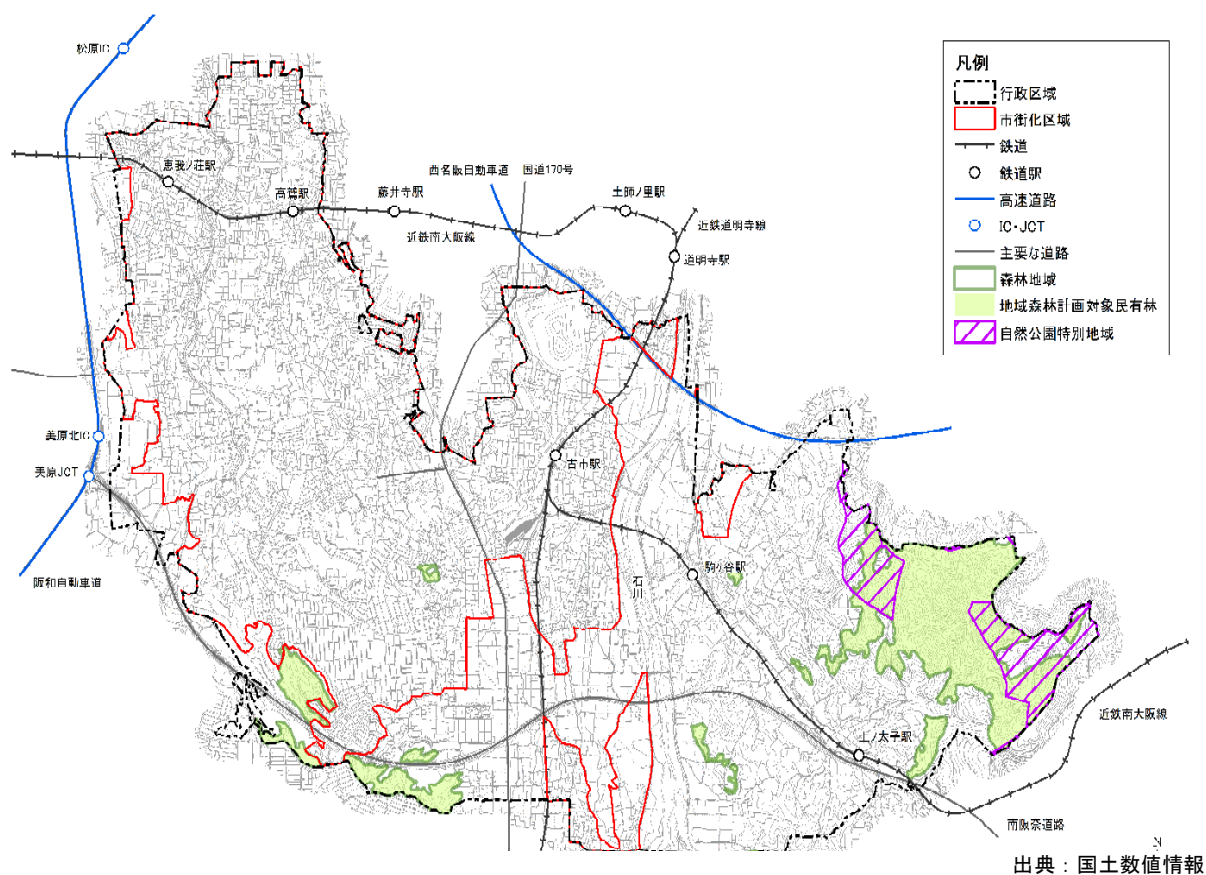 松原IC
恵我ノ荘駅
高鷲駅
藤井寺駅
西名阪自動車道
国道170号
土師ノ里駅
近鉄南大阪線
近鉄道明寺線
道明寺駅
美原北IC
美原JCT
古市駅
阪和自動車道
石川
駒ヶ谷駅
上ノ太子駅
近鉄南大阪線
南阪奈道路
凡例
行政区域
市街化区域
鉄道
鉄道駅
高速道路
IC・JCT
主要な道路
森林地域
地域森林計画対象民有林
自然公園特別地域
出典：国土数値情報